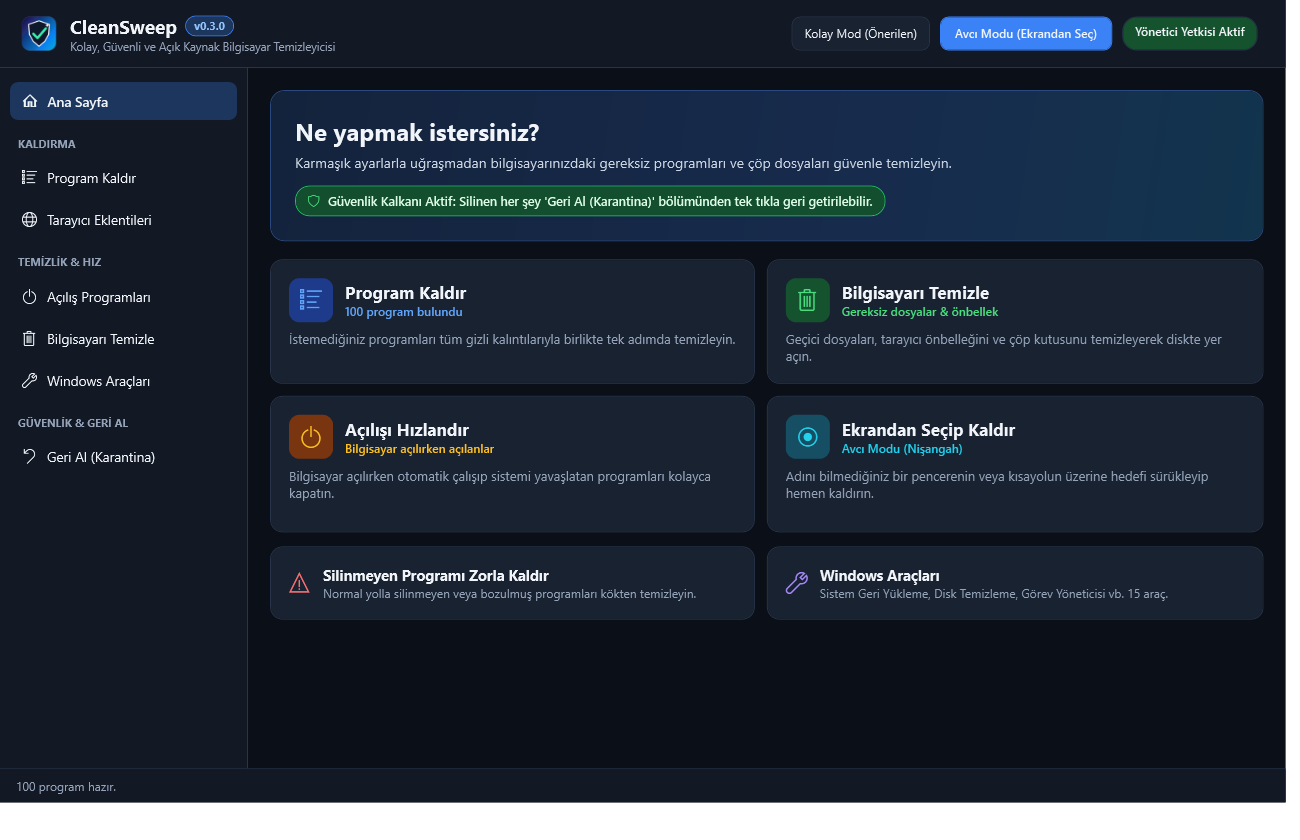 CleanSweep v0.3.0
Kolay, Güvenli ve Açık Kaynak Bilgisayar Temizleyicisi
Kolay Mod (Önerilen)
Avcı Modu (Ekrandan Seç)
Yönetici Yetkisi Aktif
Ana Sayfa
KALDIRMA
Program Kaldır
Tarayıcı Eklentileri
TEMİZLİK & HIZ
Açılış Programları
Bilgisayarı Temizle
Windows Araçları
GÜVENLİK & GERİ AL
Geri Al (Karantina)
Ne yapmak istersiniz?
Karmaşık ayarlarla uğraşmadan bilgisayarınızdaki gereksiz programları ve çöp dosyaları güvenle temizleyin.
Güvenlik Kalkanı Aktif: Silinen her şey 'Geri Al (Karantina)' bölümünden tek tıkla geri getirilebilir.
Program Kaldır
100 program bulundu
İstemediğiniz programları tüm gizli kalıntılarıyla birlikte tek adımda temizleyin.
Bilgisayarı Temizle
Gereksiz dosyalar & önbellek
Geçici dosyaları, tarayıcı önbelleğini ve çöp kutusunu temizleyerek diskte yer
açın.
Açılışı Hızlandır
Bilgisayar açılırken açılanlar
Bilgisayar açılırken otomatik çalışıp sistemi yavaşlatan programları kolayca
kapatın.
Ekrandan Seçip Kaldır
Avcı Modu (Nişangah)
Adını bilmediğiniz bir pencerenin veya kısayolun üzerine hedefi sürükleyip
hemen kaldırın.
Silinmeyen Programı Zorla Kaldır
Normal yolla silinmeyen veya bozulmuş programları kökten temizleyin.
Windows Araçları
Sistem Geri Yükleme, Disk Temizleme, Görev Yöneticisi vb. 15 araç.
100 program hazır.